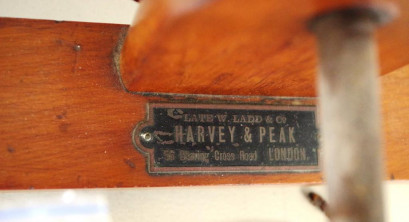 LATE W. LADD & Co
HARVEY & PEAK
56 Charing Cross Road LONDON.